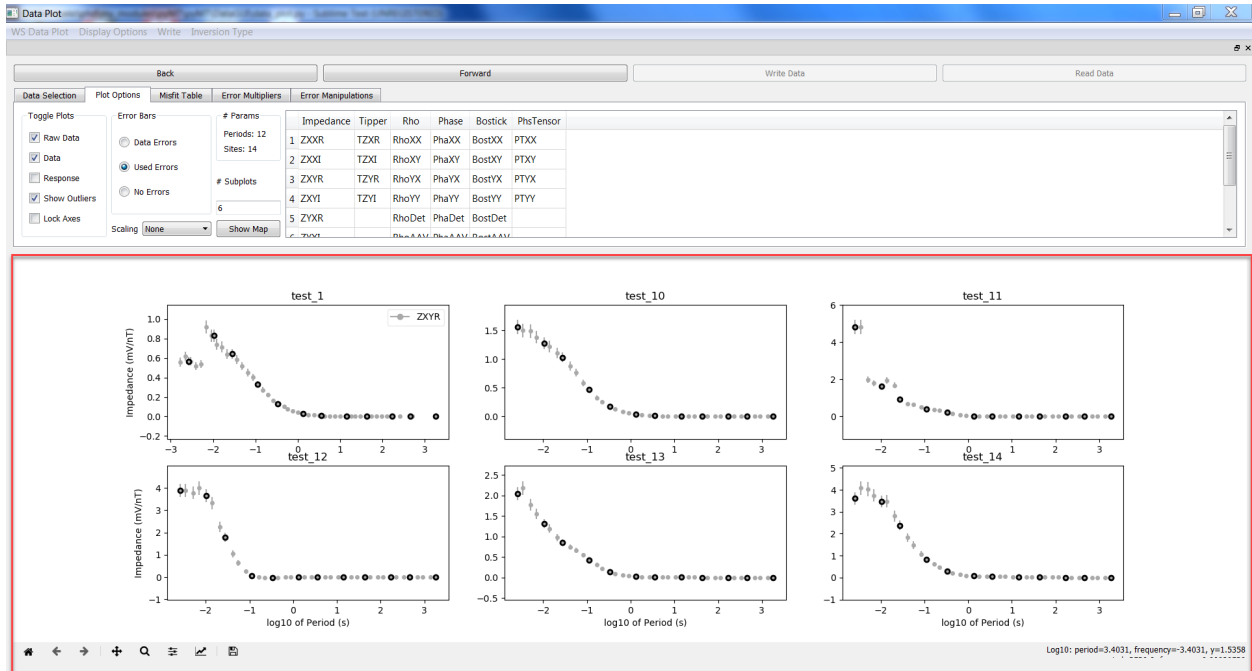 Data Plot
WS Data Plot Display Options Write Inversion Type
Back Forward Write Data Read Data
Data Selection Plot Options Misfit Table Error Multipliers Error Manipulations
Toggle Plots Error Bars # Params
Impedance Tipper Rho Phase Bostick PhsTensor
Raw Data Data Errors Periods: 12
Sites: 14
1 ZXXR TZXR RhoXX PhaXX BostXX PTXX
Data Used Errors
2 ZXXI TZXI RhoXY PhaXY BostXY PTXY
Response # Subplots
3 ZXYR TZYR RhoYX PhaYX BostYX PTYX
Show Outliers No Errors 6
4 ZXYI TZYI RhoYY PhaYY BostYY PTYY
Lock Axes Scaling None Show Map
5 ZYXR RhoDet PhaDet BostDet
test_1 test_10 test_11
ZXYR
Impedance (mV/nT)
1.0 0.8 0.6 0.4 0.2 0.0 −0.2
1.5 1.0 0.5 0.0
6 4 2 0
−3 −2 −1 0 1 2 3
−2 −1 0 1 2 3
−2 −1 0 1 2 3
test_12 test_13 test_14
Impedance (mV/nT)
4 3 2 1 0 −1
2.5 2.0 1.5 1.0 0.5 0.0 −0.5
5 4 3 2 1 0 −1
−2 −1 0 1 2 3
−2 −1 0 1 2 3
−2 −1 0 1 2 3
log10 of Period (s) log10 of Period (s) log10 of Period (s)
Log10: period=3.4031, frequency=-3.4031, y=1.5358